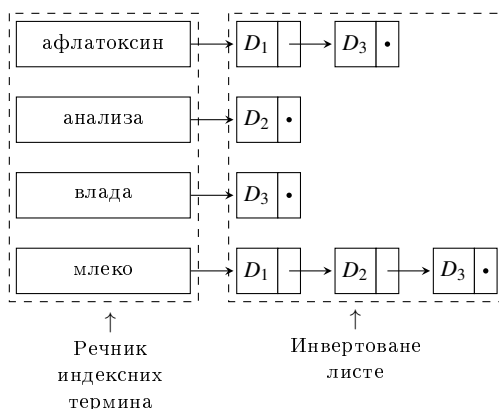 афлатоксин D₁ D₃
анализа D₂
влада D₃
млеко D₁ D₂ D₃
Речник
индексних
термина
Инвертоване
листе